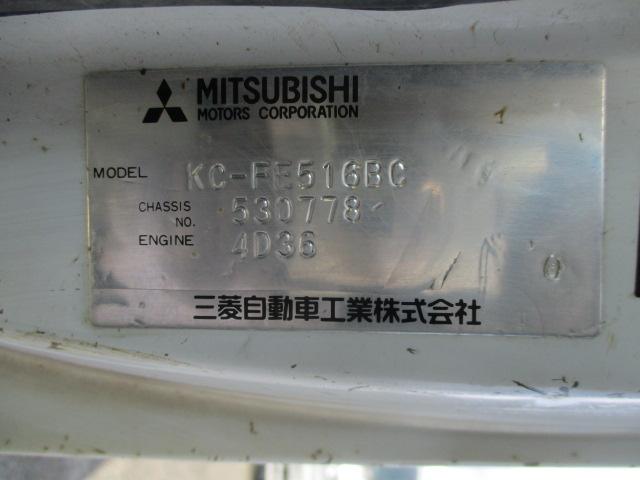 MITSUBISHI
MOTORS CORPORATION
MODEL KC-FE516BC
CHASSIS NO. 530778
ENGINE 4D36
三菱自動車工業株式会社